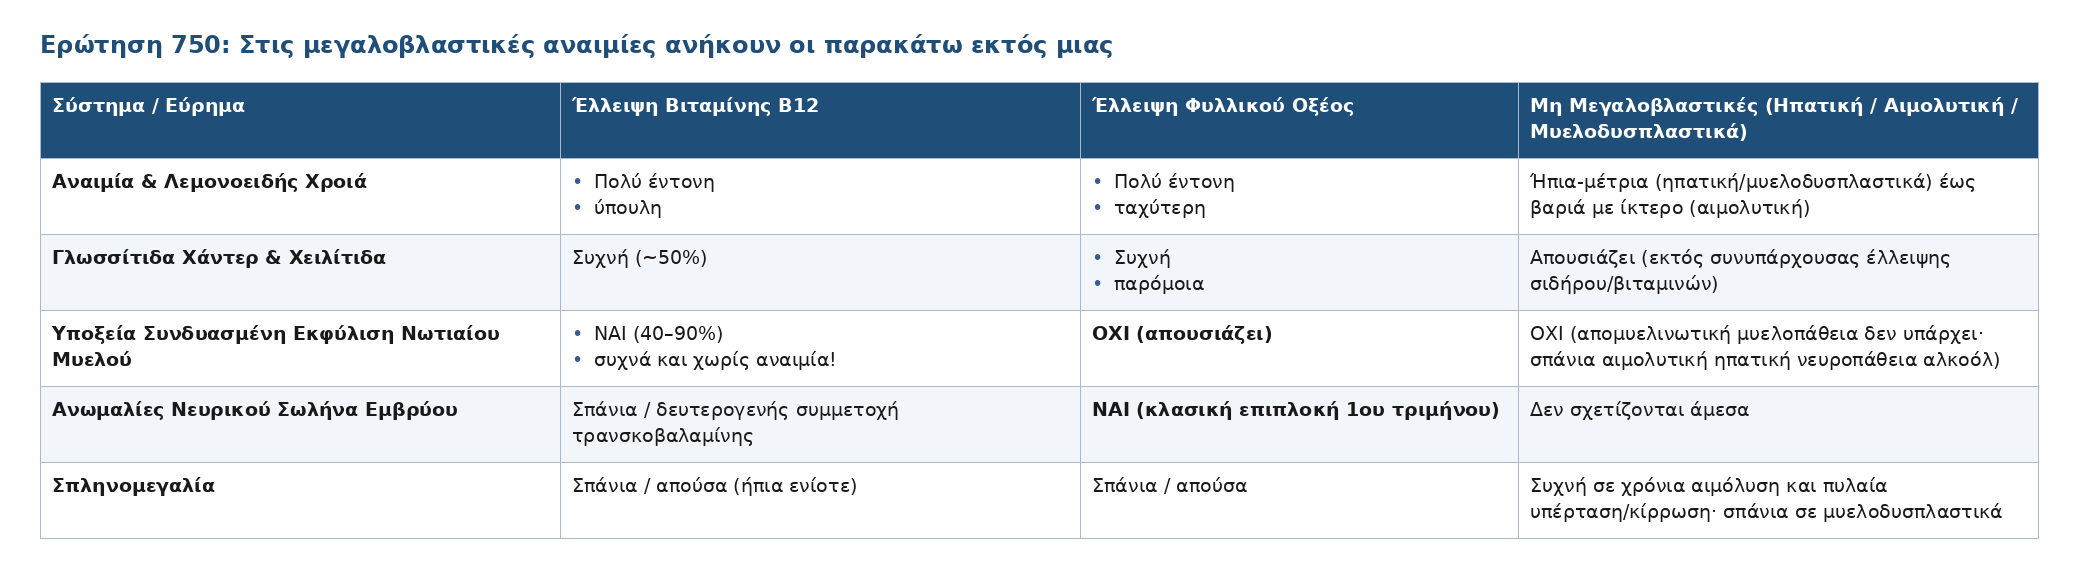 Ερώτηση 750: Στις μεγαλοβλαστικές αναιμίες ανήκουν οι παρακάτω εκτός μιας
Σύστημα / Εύρημα
Έλλειψη Βιταμίνης Β12
Έλλειψη Φυλλικού Οξέος
Μη Μεγαλοβλαστικές (Ηπατική / Αιμολυτική /
Μυελοδυσπλαστικά)
Αναιμία & Λεμονοειδής Χροιά
• Πολύ έντονη
• ύπουλη
• Πολύ έντονη
• ταχύτερη
Ήπια-μέτρια (ηπατική/μυελοδυσπλαστικά) έως
βαριά με ίκτερο (αιμολυτική)
Γλωσσίτιδα Χάντερ & Χειλίτιδα
Συχνή (~50%)
• Συχνή
• παρόμοια
Απουσιάζει (εκτός συνυπάρχουσας έλλειψης
σιδήρου/βιταμινών)
Υποξεία Συνδυασμένη Εκφύλιση Νωτιαίου
Μυελού
• ΝΑΙ (40–90%)
• συχνά και χωρίς αναιμία!
ΟΧΙ (απουσιάζει)
ΟΧΙ (απομυελινωτική μυελοπάθεια δεν υπάρχει·
σπάνια αιμολυτική ηπατική νευροπάθεια αλκοόλ)
Ανωμαλίες Νευρικού Σωλήνα Εμβρύου
Σπάνια / δευτερογενής συμμετοχή
τρανσκοβαλαμίνης
ΝΑΙ (κλασική επιπλοκή 1ου τριμήνου)
Δεν σχετίζονται άμεσα
Σπληνομεγαλία
Σπάνια / απούσα (ήπια ενίοτε)
Σπάνια / απούσα
Συχνή σε χρόνια αιμόλυση και πυλαία
υπέρταση/κίρρωση· σπάνια σε μυελοδυσπλαστικά